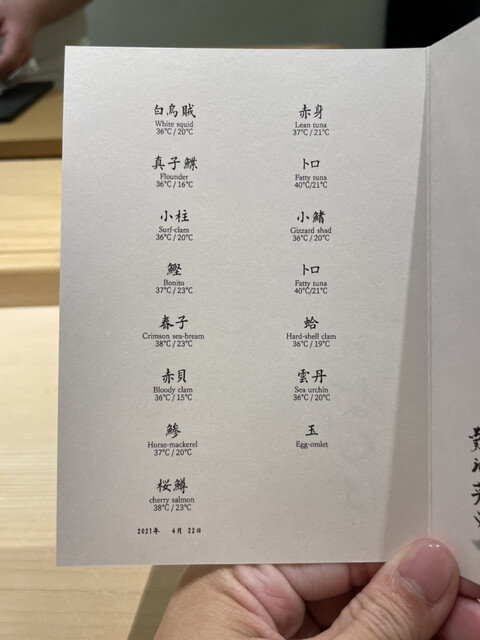 白烏賊
White squid
36℃ / 20℃
真子鰈
Flounder
36℃ / 16℃
小柱
Surf-clam
36℃ / 20℃
鰹
Bonito
37℃ / 23℃
春子
Crimson sea-bream
38℃ / 23℃
赤貝
Bloody clam
36℃ / 15℃
鰺
Horse-mackerel
37℃ / 20℃
桜鱒
cherry salmon
38℃ / 23℃
2021年 4月 22日
赤身
Lean tuna
37℃ / 21℃
トロ
Fatty tuna
40℃/21℃
小鰭
Gizzard shad
36℃ / 20℃
トロ
Fatty tuna
40℃/21℃
蛤
Hard-shell clam
36℃ / 19℃
雲丹
Sea urchin
36℃ / 20℃
玉
Egg-omlet